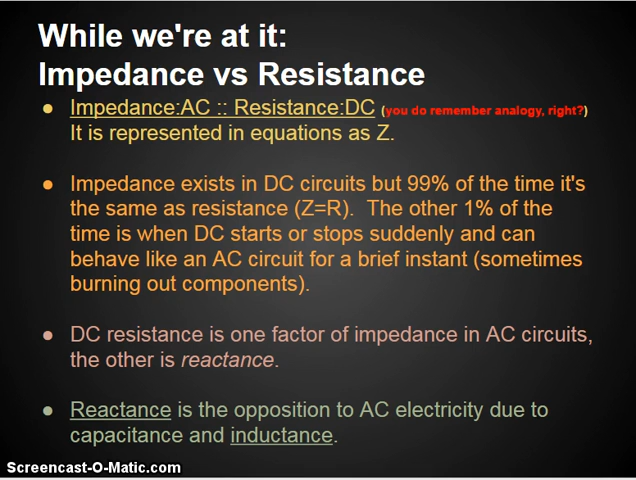 While we're at it:
Impedance vs Resistance
● Impedance:AC :: Resistance:DC (you do remember analogy, right?)
It is represented in equations as Z.
● Impedance exists in DC circuits but 99% of the time it's
the same as resistance (Z=R). The other 1% of the
time is when DC starts or stops suddenly and can
behave like an AC circuit for a brief instant (sometimes
burning out components).
● DC resistance is one factor of impedance in AC circuits,
the other is reactance.
● Reactance is the opposition to AC electricity due to
capacitance and inductance.
Screencast-O-Matic.com